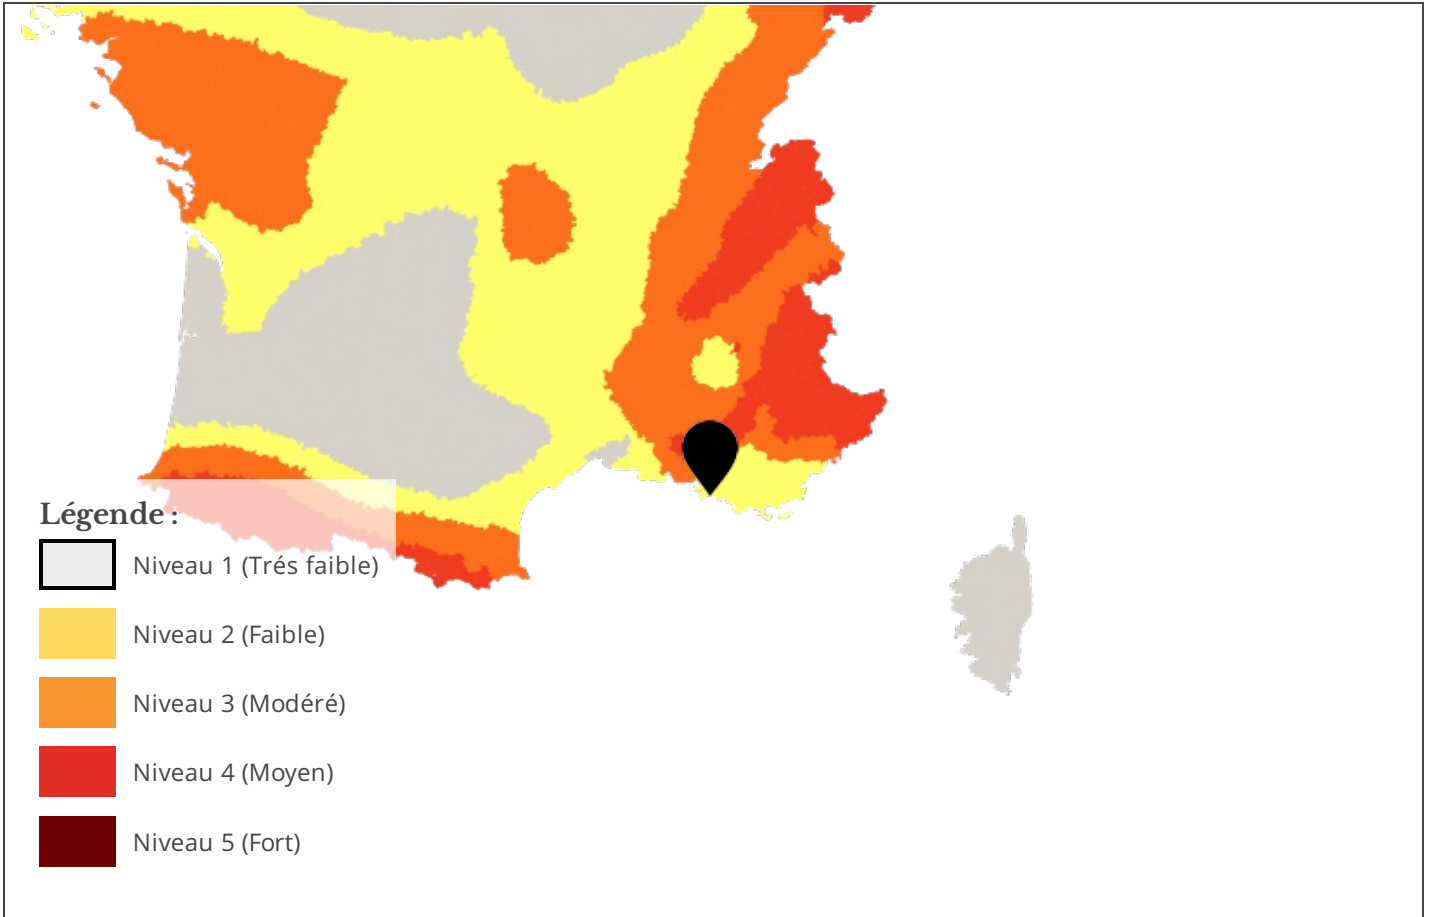 Légende :
Niveau 1 (Trés faible)
Niveau 2 (Faible)
Niveau 3 (Modéré)
Niveau 4 (Moyen)
Niveau 5 (Fort)